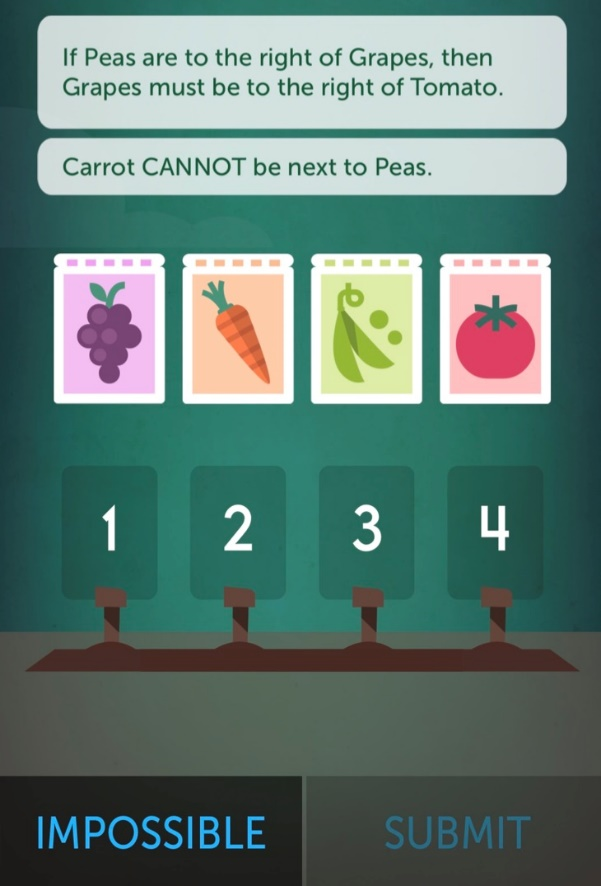 If Peas are to the right of Grapes, then
Grapes must be to the right of Tomato.
Carrot CANNOT be next to Peas.
1 2 3 4
IMPOSSIBLE SUBMIT